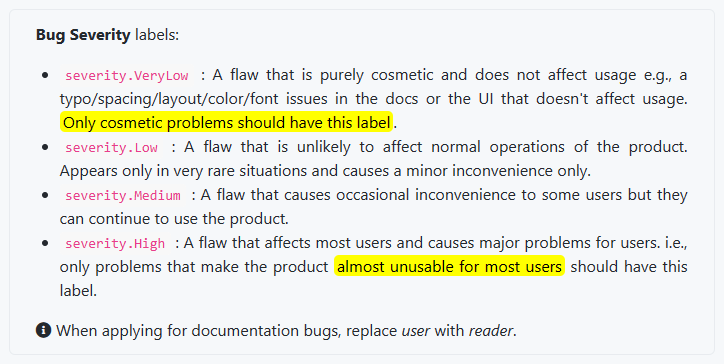 Bug Severity labels:
severity.VeryLow : A flaw that is purely cosmetic and does not affect usage e.g., a
typo/spacing/layout/color/font issues in the docs or the UI that doesn't affect usage.
Only cosmetic problems should have this label.
severity.Low : A flaw that is unlikely to affect normal operations of the product.
Appears only in very rare situations and causes a minor inconvenience only.
severity.Medium : A flaw that causes occasional inconvenience to some users but they
can continue to use the product.
severity.High : A flaw that affects most users and causes major problems for users. i.e.,
only problems that make the product almost unusable for most users should have this
label.
When applying for documentation bugs, replace user with reader.